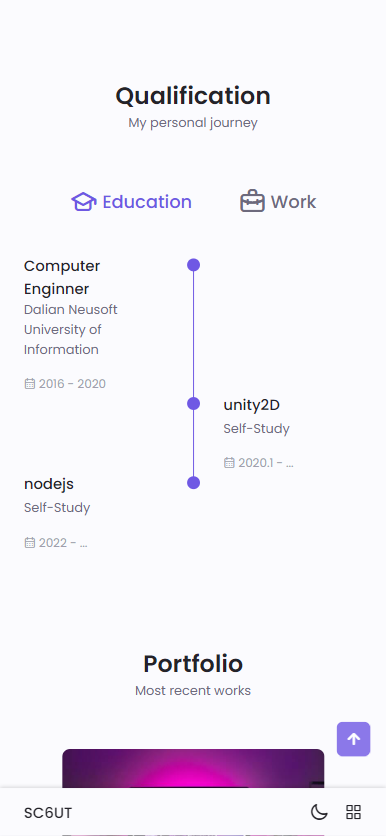 Qualification
My personal journey
Education
Work
Computer
Enginner
Dalian Neusoft
University of
Information
2016 - 2020
unity2D
Self-Study
2020.1 - ...
nodejs
Self-Study
2022 - ...
Portfolio
Most recent works
SC6UT